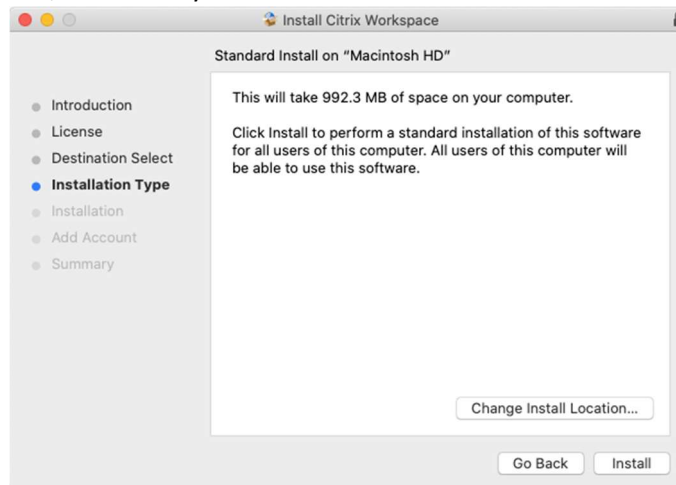 Install Citrix Workspace
Standard Install on "Macintosh HD"
Introduction
License
Destination Select
Installation Type
Installation
Add Account
Summary
This will take 992.3 MB of space on your computer.
Click Install to perform a standard installation of this software
for all users of this computer. All users of this computer will
be able to use this software.
Change Install Location...
Go Back
Install